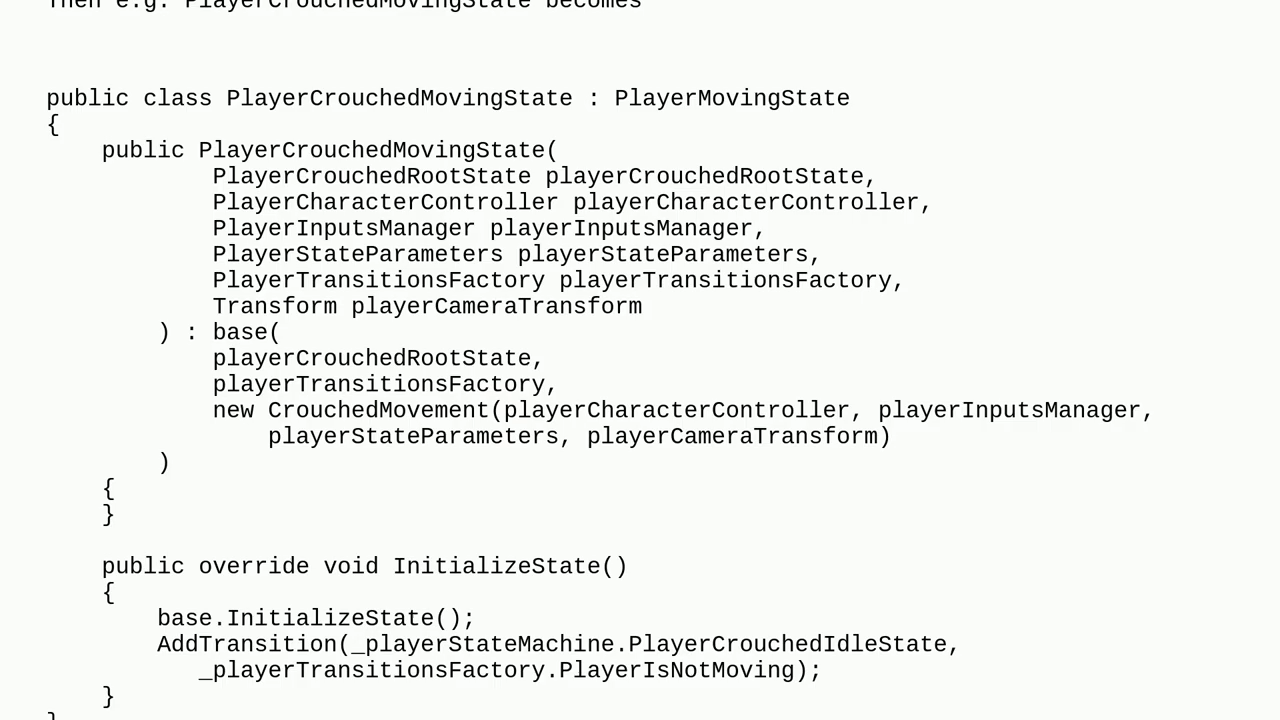 Then e.g. PlayerCrouchedMovingState becomes
public class PlayerCrouchedMovingState : PlayerMovingState
{
    public PlayerCrouchedMovingState(
            PlayerCrouchedRootState playerCrouchedRootState,
            PlayerCharacterController playerCharacterController,
            PlayerInputsManager playerInputsManager,
            PlayerStateParameters playerStateParameters,
            PlayerTransitionsFactory playerTransitionsFactory,
            Transform playerCameraTransform
        ) : base(
            playerCrouchedRootState,
            playerTransitionsFactory,
            new CrouchedMovement(playerCharacterController, playerInputsManager,
                playerStateParameters, playerCameraTransform)
        )
    {
    }
    public override void InitializeState()
    {
        base.InitializeState();
        AddTransition(_playerStateMachine.PlayerCrouchedIdleState,
           _playerTransitionsFactory.PlayerIsNotMoving);
    }
}